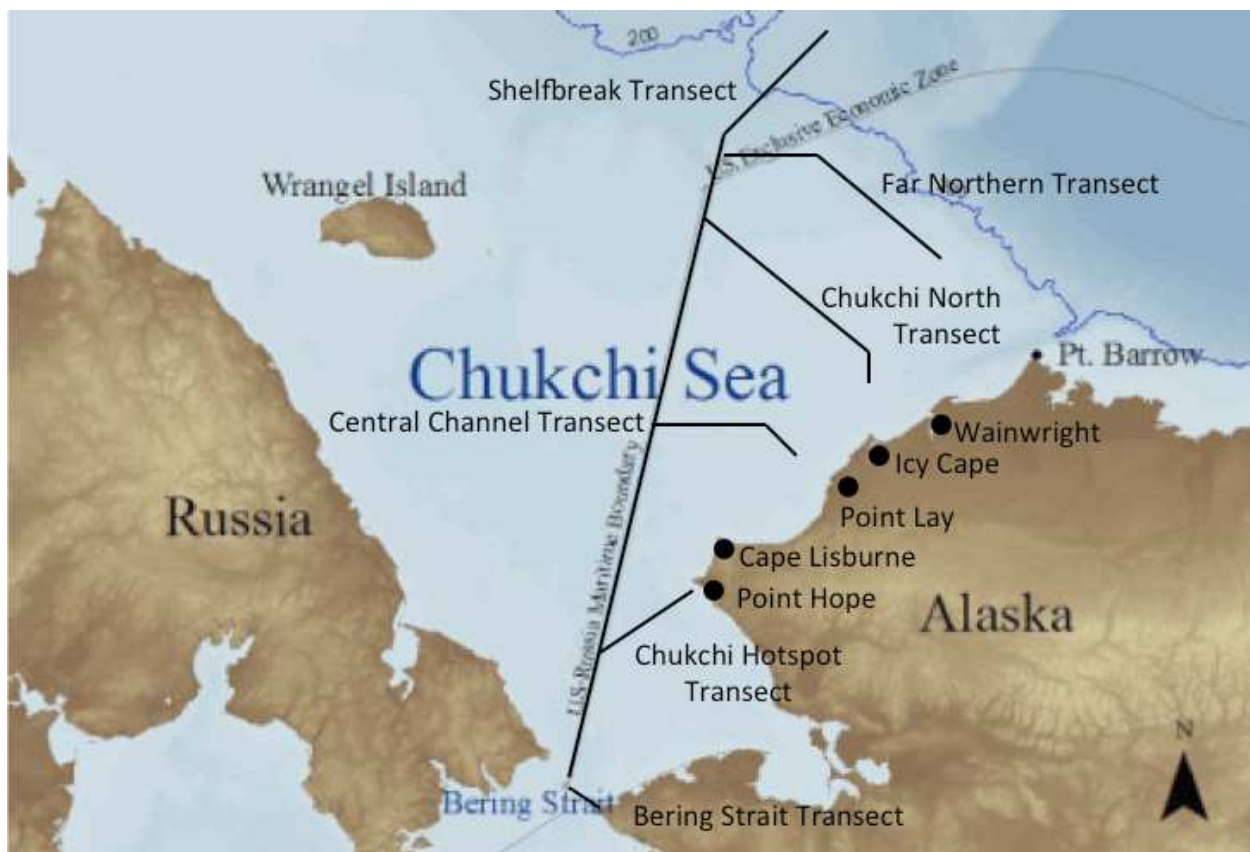 200
Shelfbreak Transect
U.S. Exclusive Economic Zone
Wrangel Island
Far Northern Transect
Chukchi North
Transect
Pt. Barrow
Chukchi Sea
Central Channel Transect
Wainwright
Icy Cape
Russia
Point Lay
US-Russia Maritime Boundary
Cape Lisburne
Point Hope
Alaska
Chukchi Hotspot
Transect
N
Bering Strait
Bering Strait Transect